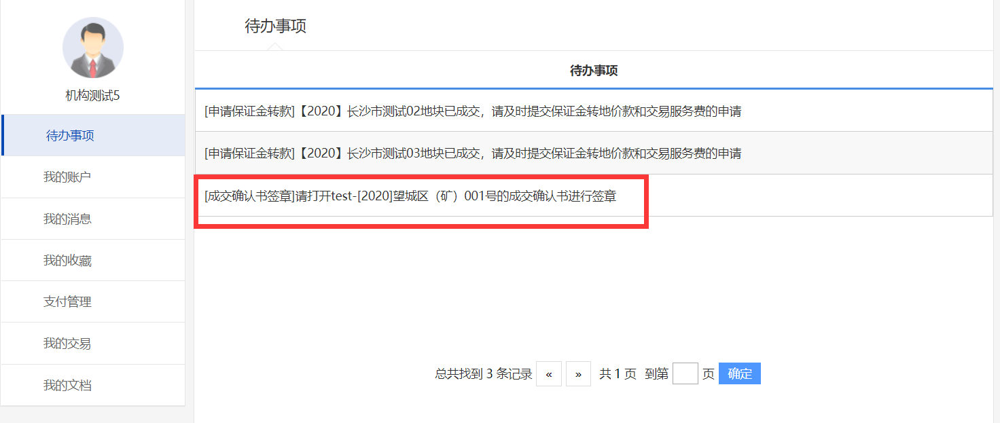 机构测试5
待办事项
我的账户
我的消息
我的收藏
支付管理
我的交易
我的文档
待办事项
待办事项
[申请保证金转款]【2020】长沙市测试02地块已成交，请及时提交保证金转地价款和交易服务费的申请
[申请保证金转款]【2020】长沙市测试03地块已成交，请及时提交保证金转地价款和交易服务费的申请
[成交确认书签章]请打开test-[2020]望城区（矿）001号的成交确认书进行签章
总共找到 3 条记录 « » 共 1 页 到第 页 确定